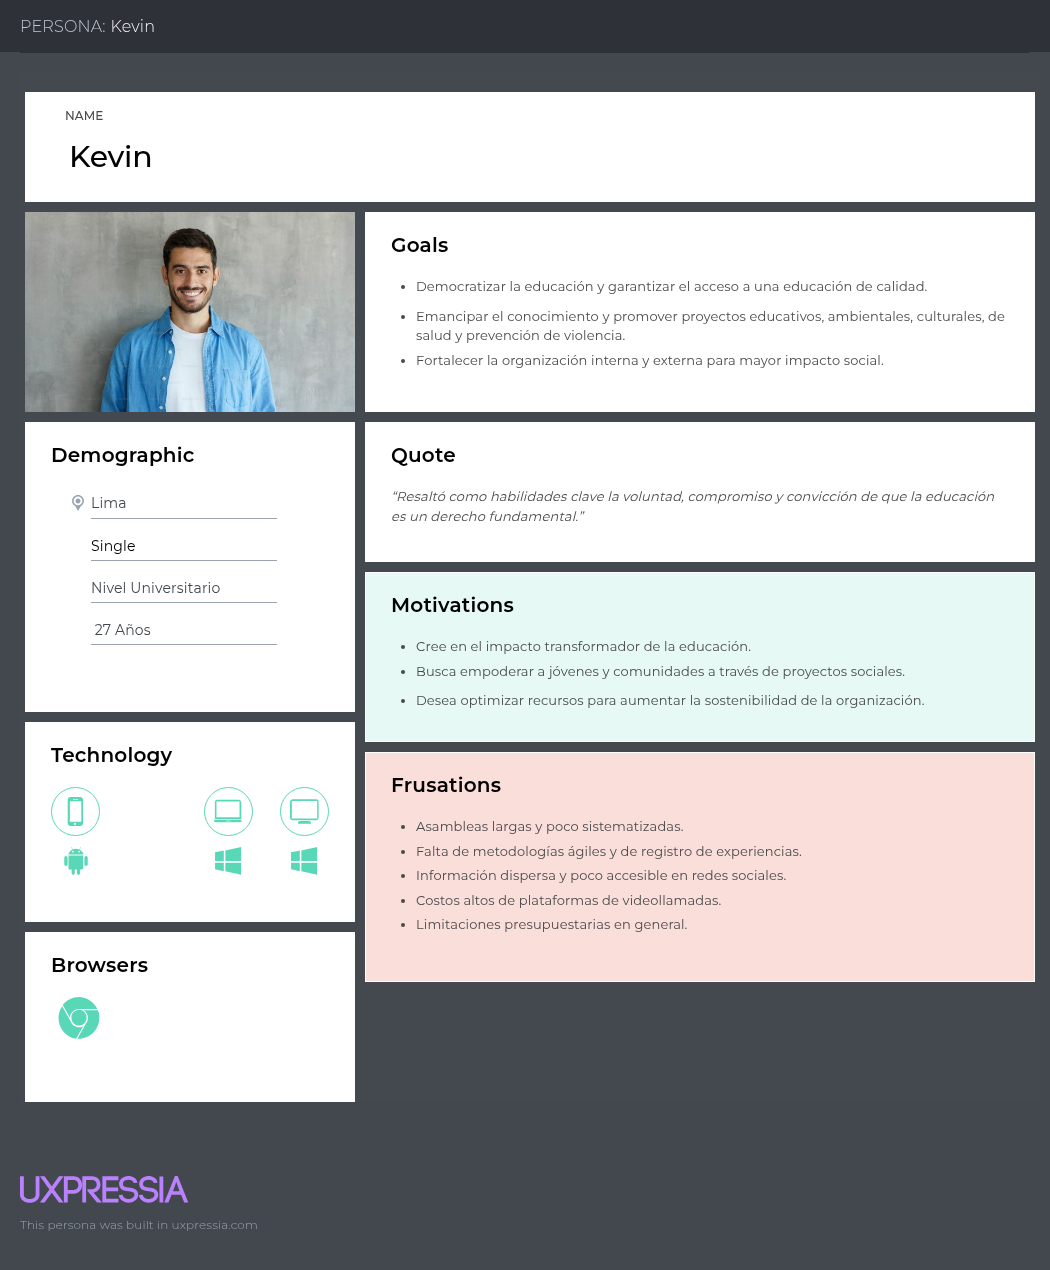 PERSONA: Kevin
NAME
Kevin
Goals
Democratizar la educación y garantizar el acceso a una educación de calidad.
Emancipar el conocimiento y promover proyectos educativos, ambientales, culturales, de
salud y prevención de violencia.
Fortalecer la organización interna y externa para mayor impacto social.
Demographic
Lima
Single
Nivel Universitario
27 Años
Quote
“Resaltó como habilidades clave la voluntad, compromiso y convicción de que la educación
es un derecho fundamental.”
Motivations
Cree en el impacto transformador de la educación.
Busca empoderar a jóvenes y comunidades a través de proyectos sociales.
Desea optimizar recursos para aumentar la sostenibilidad de la organización.
Technology
Frusations
Asambleas largas y poco sistematizadas.
Falta de metodologías ágiles y de registro de experiencias.
Información dispersa y poco accesible en redes sociales.
Costos altos de plataformas de videollamadas.
Limitaciones presupuestarias en general.
Browsers
UXPRESSIA
This persona was built in uxpressia.com